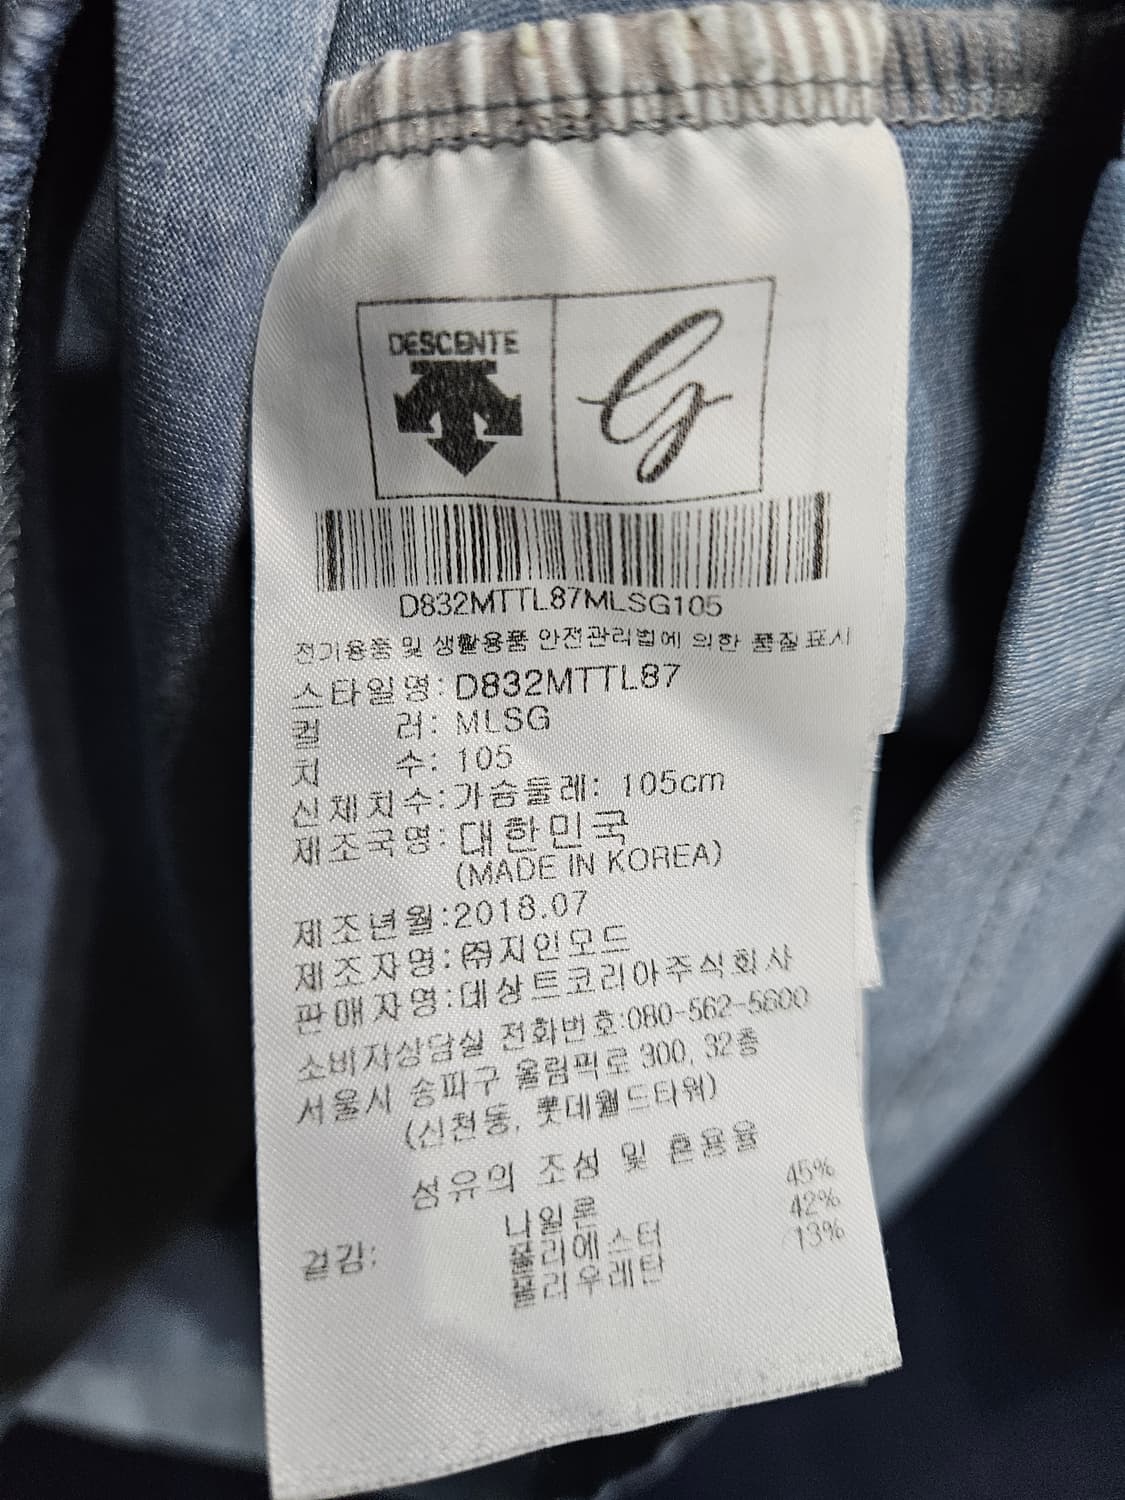 DESCENTE
G
D832MTTL87MLSG105
전기용품 및 생활용품 안전관리법에 의한 품질표시
스타일명: D832MTTL87
컬 러: MLSG
치 수: 105
신체치수: 가슴둘레: 105cm
제조국명: 대한민국
(MADE IN KOREA)
제조년월:2018.07
제조자명:㈜지인모드
판매자명:데상트코리아주식회사
소비자상담실 전화번호:080-562-5600
서울시 송파구 올림픽로 300, 32층
(신천동, 롯데월드타워)
섬유의 조성 및 혼용율
겉감: 나일론 45%
폴리에스터 42%
폴리우레탄 13%